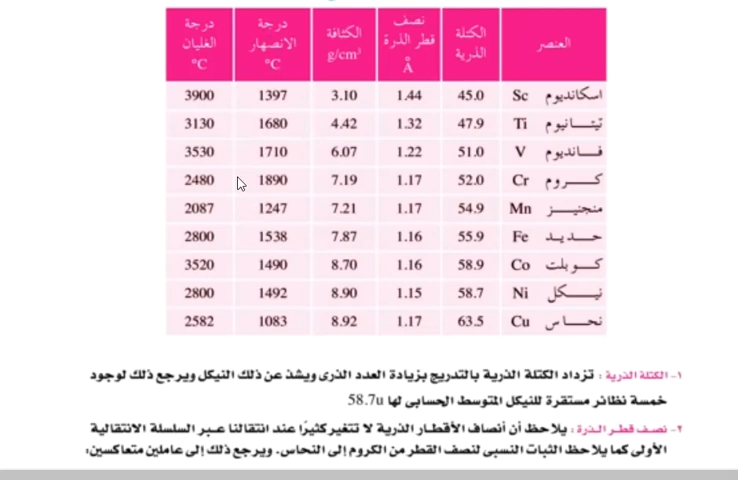 العنصر الكتلة الذرية نصف قطر الذرة Å الكثافة g/cm³ درجة الانصهار °C درجة الغليان °C
اسكانديوم Sc 45.0 1.44 3.10 1397 3900
تيتانيوم Ti 47.9 1.32 4.42 1680 3130
فانديوم V 51.0 1.22 6.07 1710 3530
كروم Cr 52.0 1.17 7.19 1890 2480
منجنيز Mn 54.9 1.17 7.21 1247 2087
حديد Fe 55.9 1.16 7.87 1538 2800
كوبلت Co 58.9 1.16 8.70 1490 3520
نيكل Ni 58.7 1.15 8.90 1492 2800
نحاس Cu 63.5 1.17 8.92 1083 2582
١- الكتلة الذرية : تزداد الكتلة الذرية بالتدريج بزيادة العدد الذرى ويشذ عن ذلك النيكل ويرجع ذلك لوجود
خمسة نظائر مستقرة للنيكل المتوسط الحسابى لها 58.7u
٢- نصف قطر الذرة : يلاحظ أن أنصاف الأقطار الذرية لا تتغير كثيرًا عند انتقالنا عبر السلسلة الانتقالية
الأولى كما يلاحظ الثبات النسبى لنصف القطر من الكروم إلى النحاس. ويرجع ذلك إلى عاملين متعاكسين: